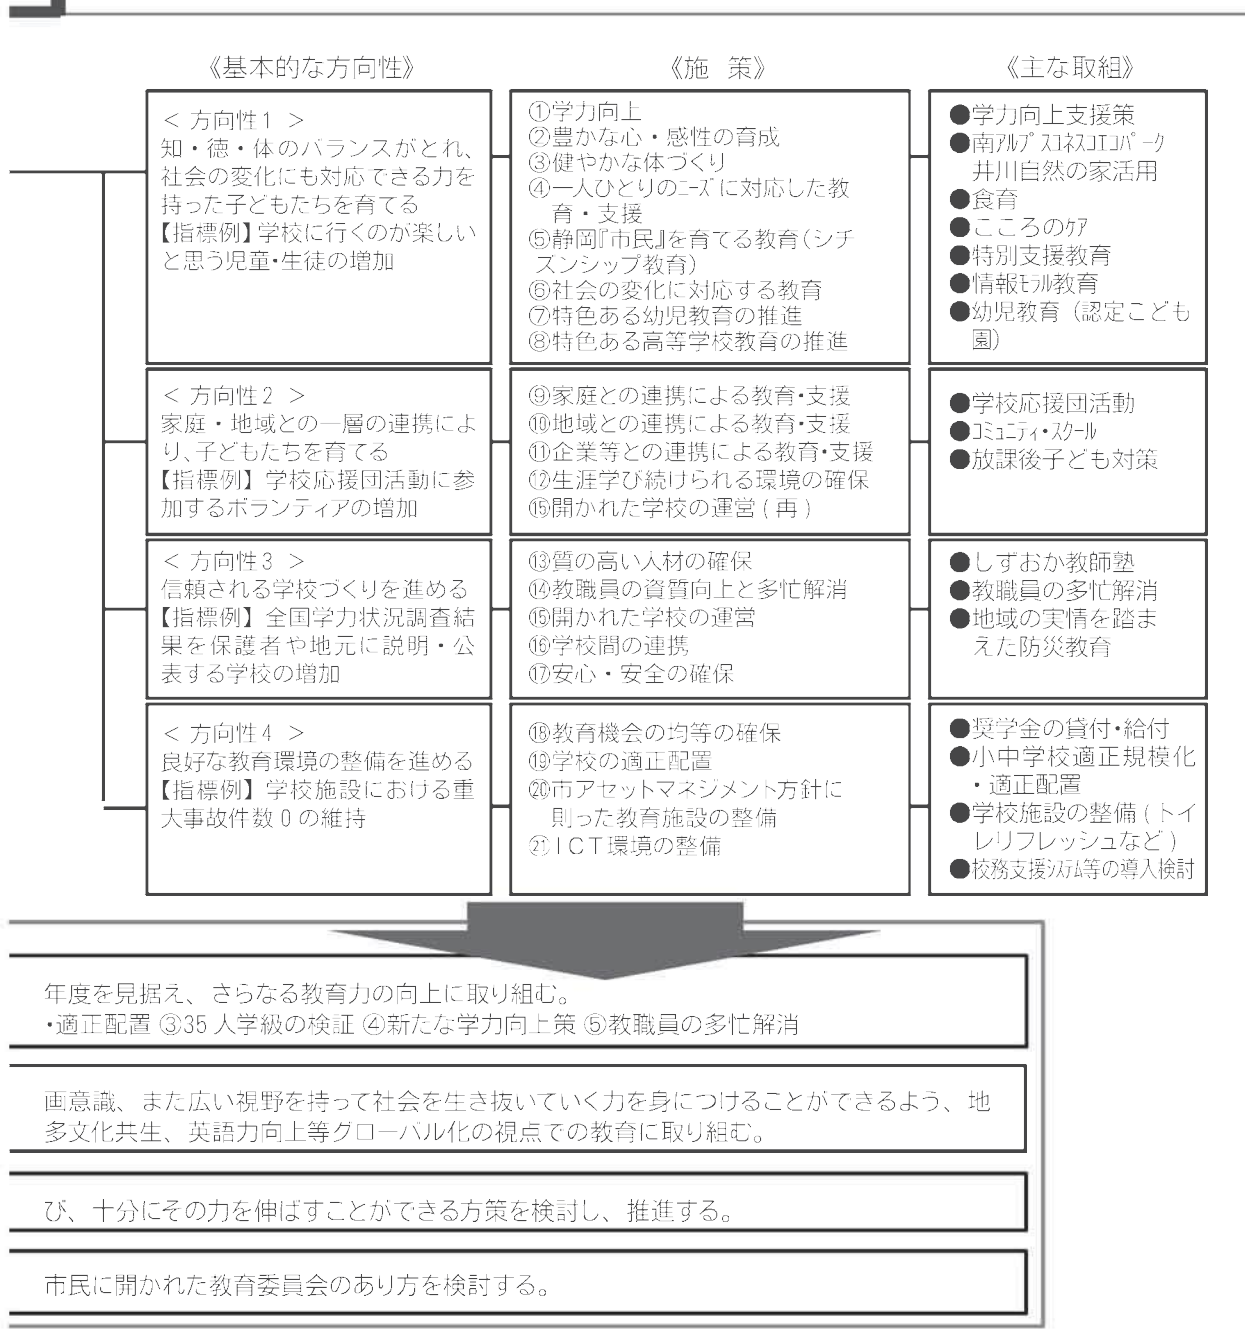 《基本的な方向性》
《施 策》
《主な取組》
< 方向性1 >
知・徳・体のバランスがとれ、
社会の変化にも対応できる力を
持った子どもたちを育てる
【指標例】学校に行くのが楽しい
と思う児童・生徒の増加
①学力向上
②豊かな心・感性の育成
③健やかな体づくり
④一人ひとりのニーズに対応した教
育・支援
⑤静岡『市民』を育てる教育(シチ
ズンシップ教育)
⑥社会の変化に対応する教育
⑦特色ある幼児教育の推進
⑧特色ある高等学校教育の推進
●学力向上支援策
●南アルプスユネスコエコパーク
井川自然の家活用
●食育
●こころのケア
●特別支援教育
●情報モラル教育
●幼児教育(認定こども
園)
< 方向性2 >
家庭・地域との一層の連携によ
り、子どもたちを育てる
【指標例】学校応援団活動に参
加するボランティアの増加
⑨家庭との連携による教育・支援
⑩地域との連携による教育・支援
⑪企業等との連携による教育・支援
⑫生涯学び続けられる環境の確保
⑮開かれた学校の運営(再)
●学校応援団活動
●コミュニティ・スクール
●放課後子ども対策
< 方向性3 >
信頼される学校づくりを進める
【指標例】全国学力状況調査結
果を保護者や地元に説明・公
表する学校の増加
⑬質の高い人材の確保
⑭教職員の資質向上と多忙解消
⑮開かれた学校の運営
⑯学校間の連携
⑰安心・安全の確保
●しずおか教師塾
●教職員の多忙解消
●地域の実情を踏ま
えた防災教育
< 方向性4 >
良好な教育環境の整備を進める
【指標例】学校施設における重
大事故件数0の維持
⑱教育機会の均等の確保
⑲学校の適正配置
⑳市アセットマネジメント方針に
則った教育施設の整備
㉑ICT環境の整備
●奨学金の貸付・給付
●小中学校適正規模化
・適正配置
●学校施設の整備(トイ
レリフレッシュなど)
●校務支援システム等の導入検討
年度を見据え、さらなる教育力の向上に取り組む。
・適正配置 ③35人学級の検証 ④新たな学力向上策 ⑤教職員の多忙解消
画意識、また広い視野を持って社会を生き抜いていく力を身につけることができるよう、地
多文化共生、英語力向上等グローバル化の視点での教育に取り組む。
び、十分にその力を伸ばすことができる方策を検討し、推進する。
市民に開かれた教育委員会のあり方を検討する。